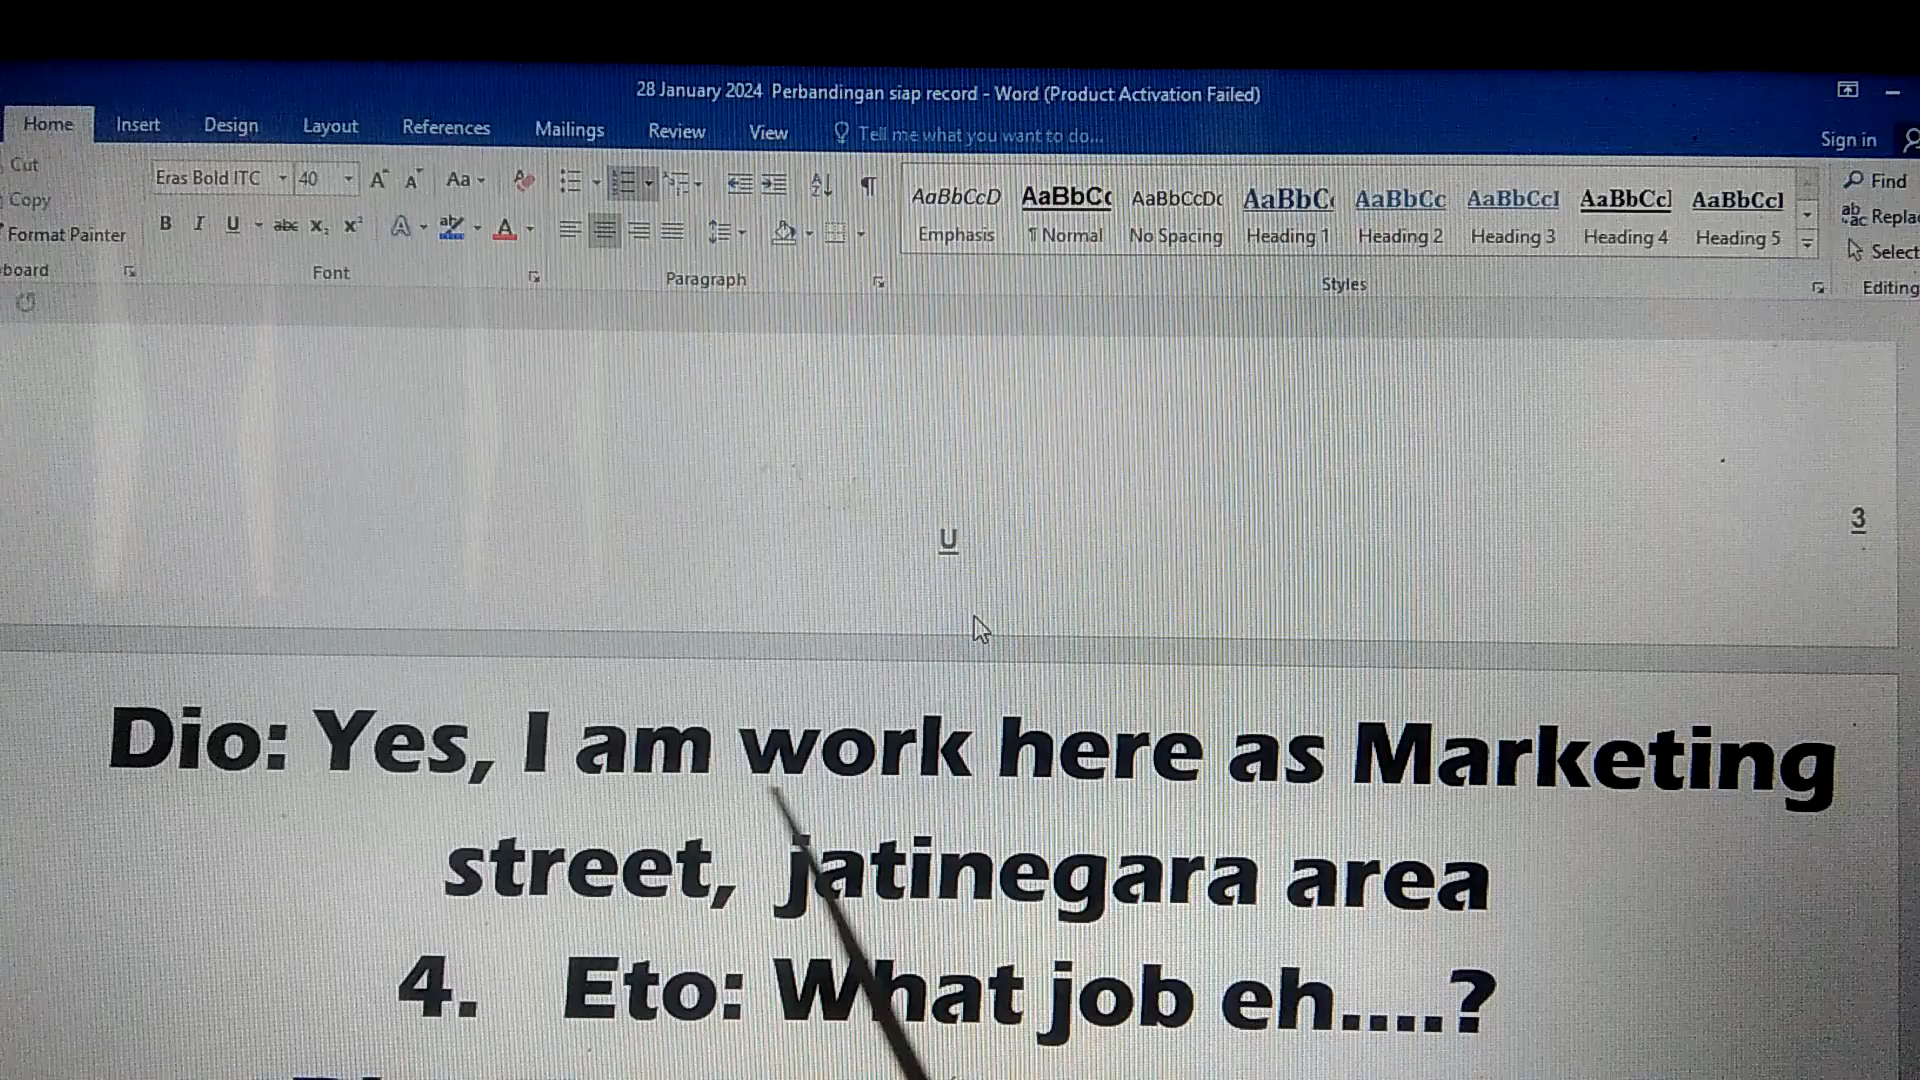 28 January 2024 Perbandingan siap record - Word (Product Activation Failed)
Home Insert Design Layout References Mailings Review View Tell me what you want to do... Sign in
Cut
Copy
Format Painter
board
Eras Bold ITC 40
Font
Paragraph
AaBbCcD AaBbCc AaBbCcDc AaBbC AaBbCc AaBbCcI AaBbCcI AaBbCcI
Emphasis ¶ Normal No Spacing Heading 1 Heading 2 Heading 3 Heading 4 Heading 5
Styles
Find
Repla
Select
Editing
U
3
Dio: Yes, I am work here as Marketing
street, jatinegara area
4. Eto: What job eh....?